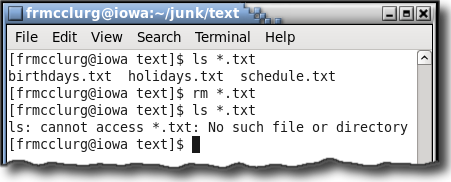 frmcclurg@iowa:~/junk/text
File Edit View Search Terminal Help
[frmcclurg@iowa text]$ ls *.txt
birthdays.txt  holidays.txt  schedule.txt
[frmcclurg@iowa text]$ rm *.txt
[frmcclurg@iowa text]$ ls *.txt
ls: cannot access *.txt: No such file or directory
[frmcclurg@iowa text]$